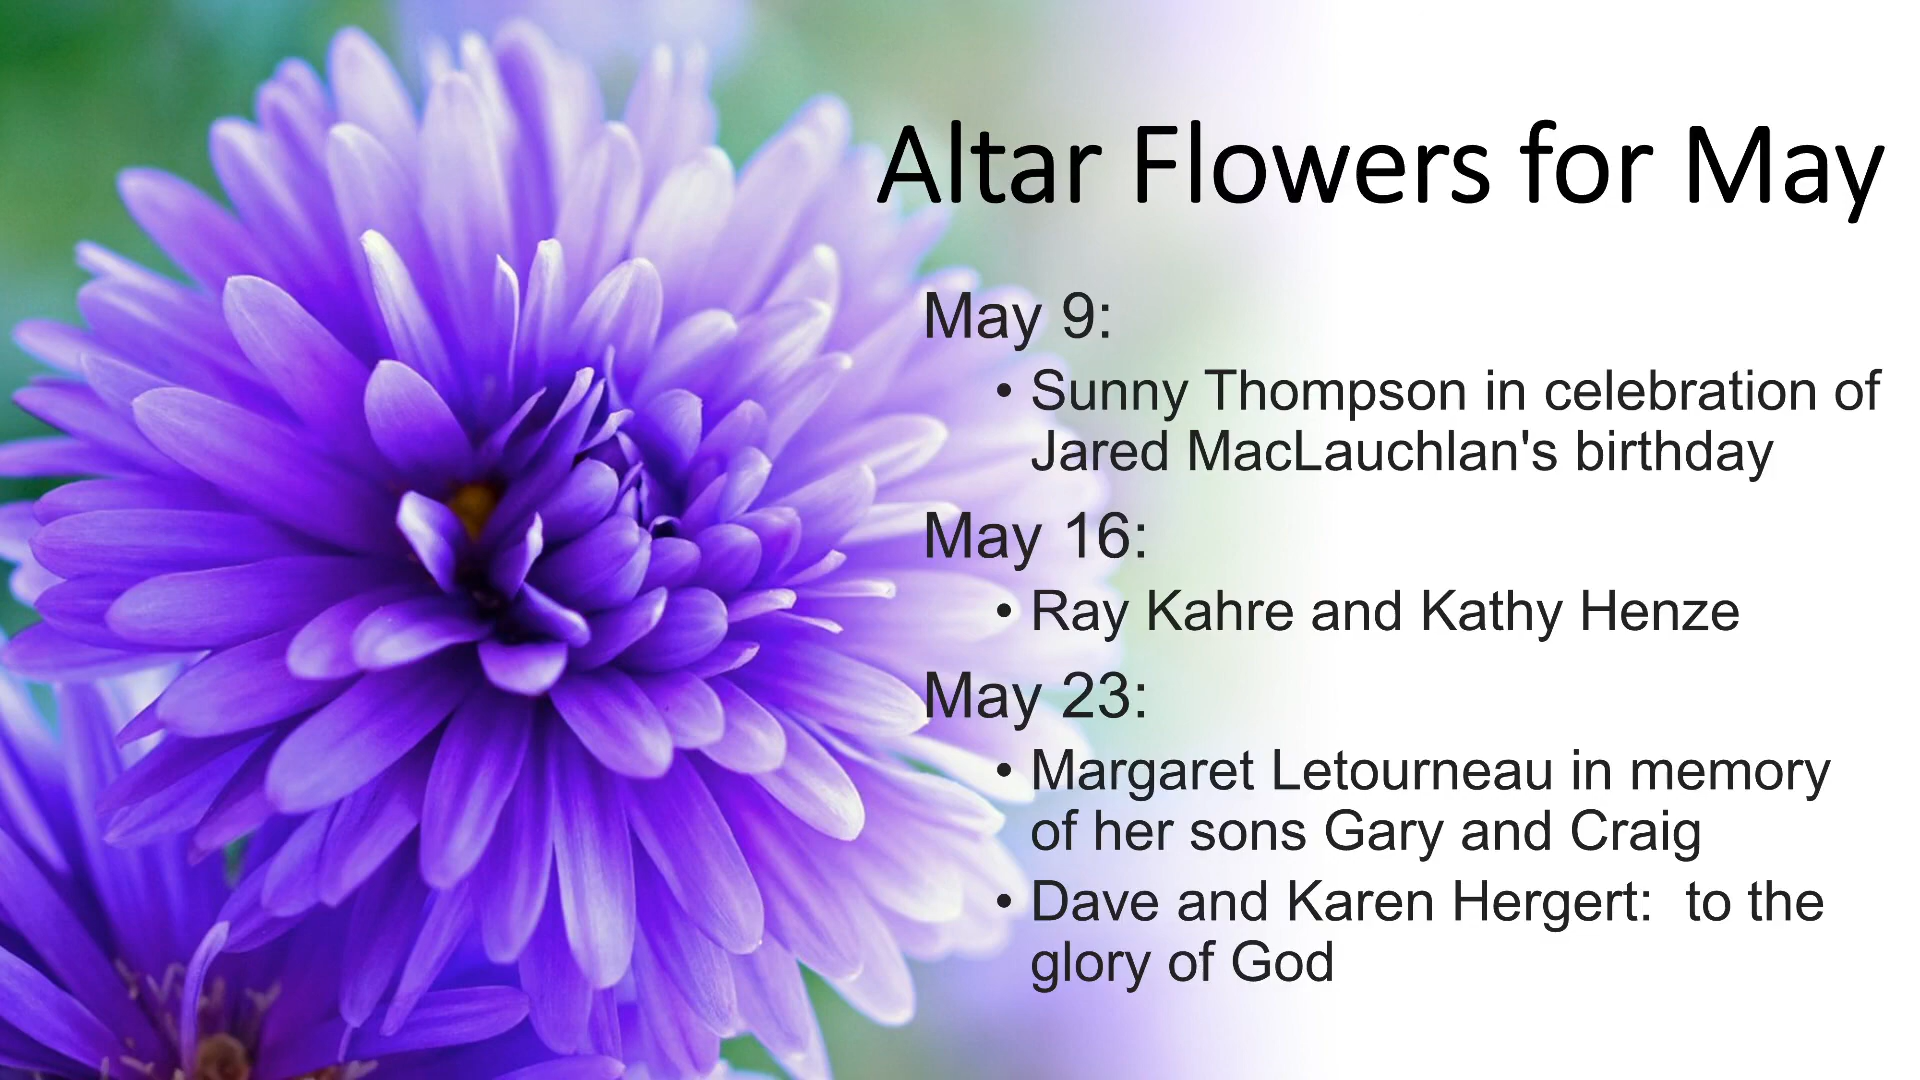 Altar Flowers for May
May 9:
• Sunny Thompson in celebration of
Jared MacLauchlan's birthday
May 16:
• Ray Kahre and Kathy Henze
May 23:
• Margaret Letourneau in memory
of her sons Gary and Craig
• Dave and Karen Hergert:  to the
glory of God